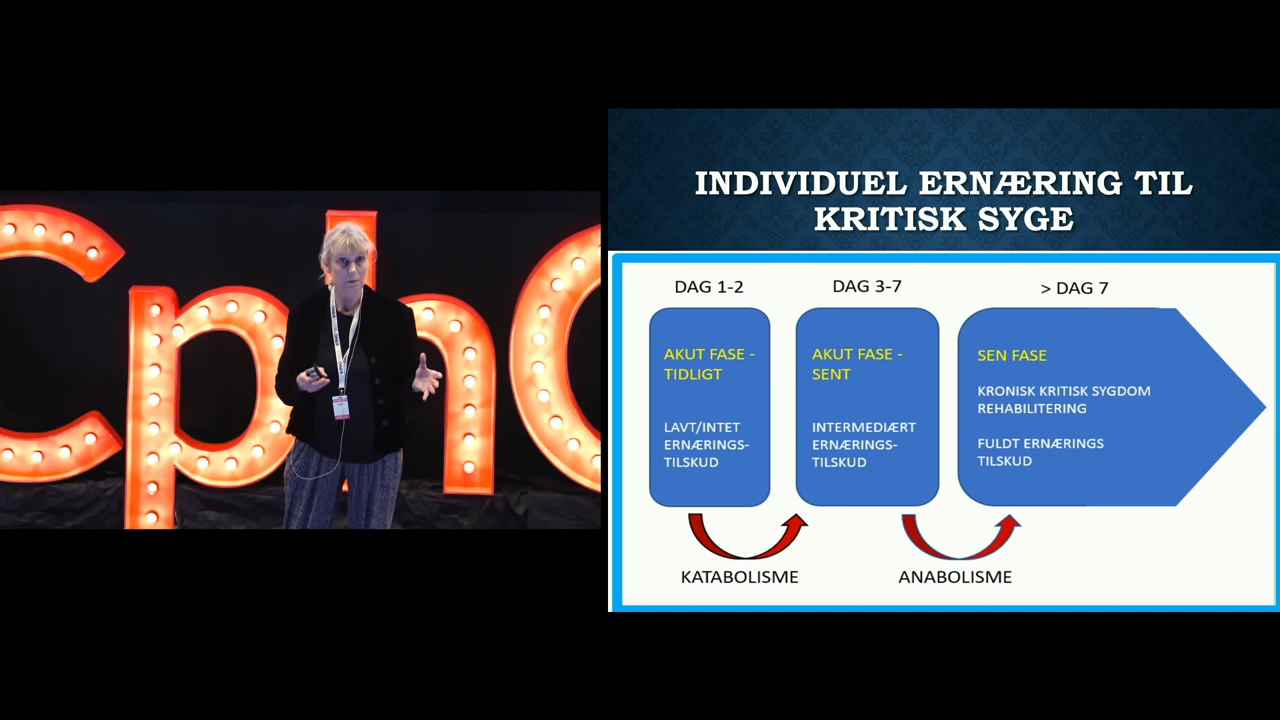 cph
INDIVIDUEL ERNÆRING TIL
KRITISK SYGE
DAG 1-2
DAG 3-7
> DAG 7
AKUT FASE -
TIDLIGT
LAVT/INTET
ERNÆRINGS-
TILSKUD
AKUT FASE -
SENT
INTERMEDIÆRT
ERNÆRINGS-
TILSKUD
SEN FASE
KRONISK KRITISK SYGDOM
REHABILITERING
FULDT ERNÆRINGS
TILSKUD
KATABOLISME
ANABOLISME